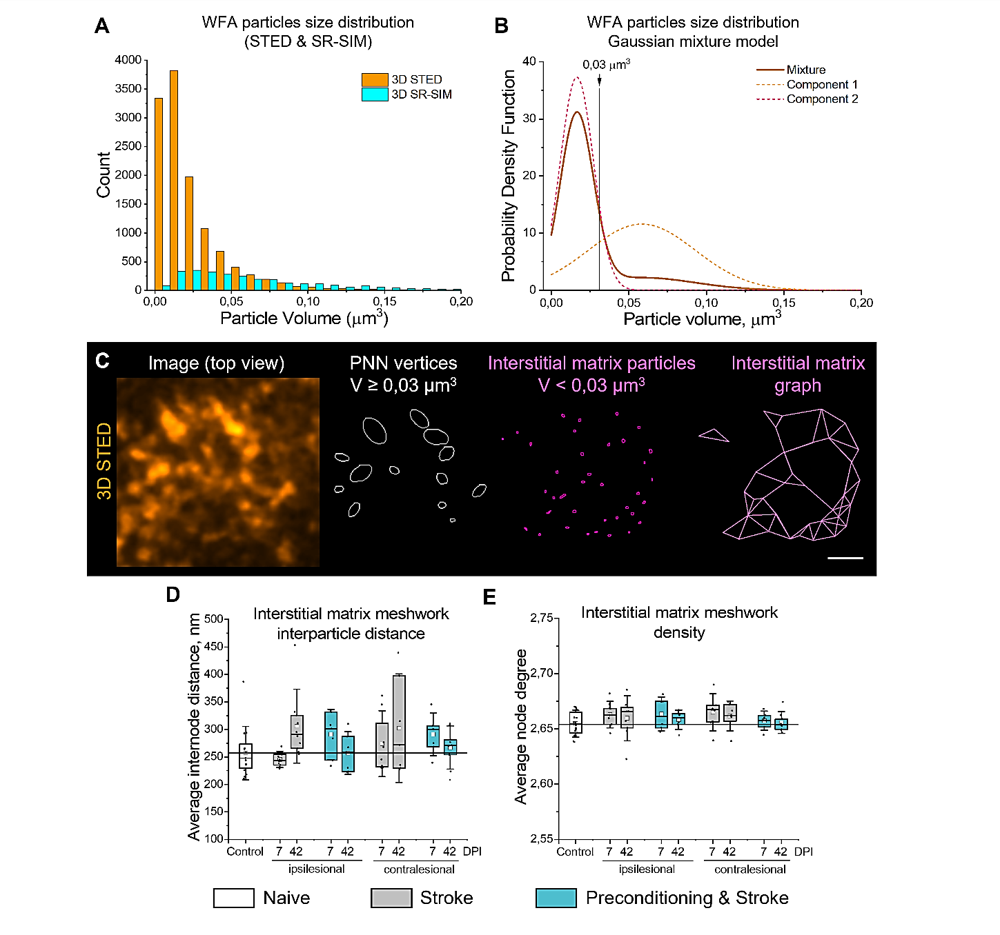 A
WFA particles size distribution
(STED & SR-SIM)
4000
3500
3000
2500
2000
1500
1000
500
0
Count
3D STED
3D SR-SIM
0,00
0,05
0,10
0,15
0,20
Particle Volume (μm³)
B
WFA particles size distribution
Gaussian mixture model
40
30
20
10
0
Probability Density Function
0,03 μm³
Mixture
Component 1
Component 2
0,00
0,05
0,10
0,15
0,20
Particle volume, μm³
C
Image (top view)
PNN vertices
V ≥ 0,03 μm³
Interstitial matrix particles
V < 0,03 μm³
Interstitial matrix
graph
3D STED
D
Interstitial matrix meshwork
interparticle distance
Average internode distance, nm
500
450
400
350
300
250
200
150
100
Control
7
42
7
42
7
42
7
42
DPI
ipsilesional
contralesional
E
Interstitial matrix meshwork
density
Average node degree
2,75
2,70
2,65
2,60
2,55
Control
7
42
7
42
7
42
7
42
DPI
ipsilesional
contralesional
Naive
Stroke
Preconditioning & Stroke